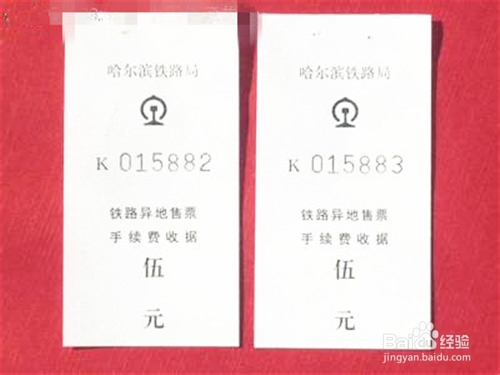 哈尔滨铁路局
K 015882
铁路异地售票
手续费收据
伍
元
哈尔滨铁路局
K 015883
铁路异地售票
手续费收据
伍
元
Baidu 经验
jingyan.baidu.com